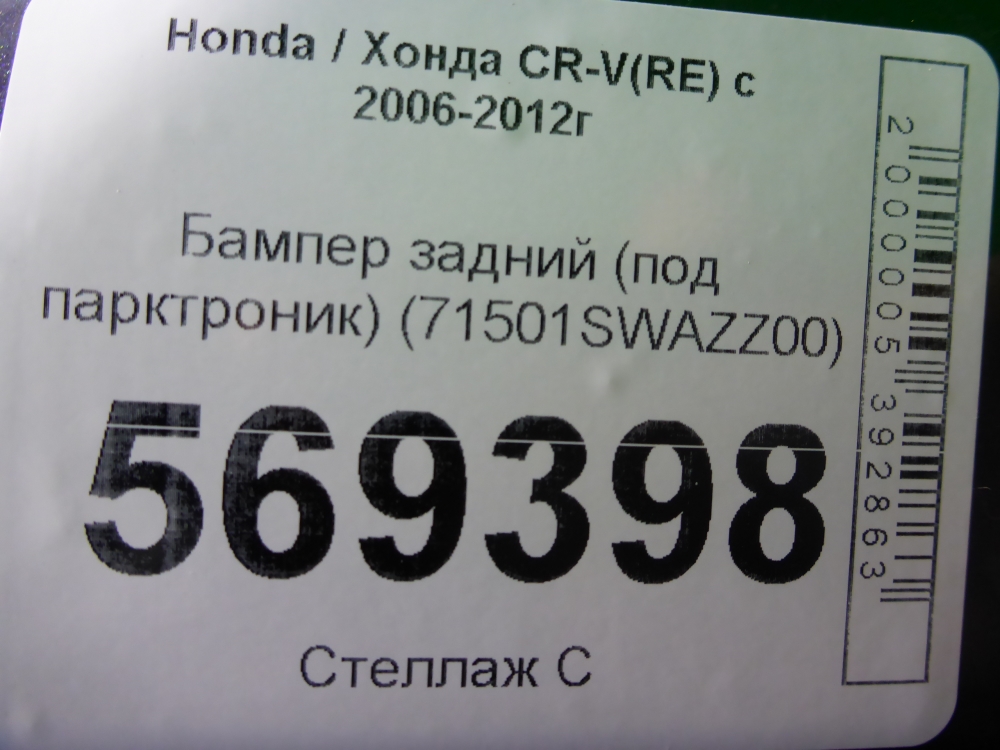 Honda / Хонда CR-V(RE) с
2006-2012г
Бампер задний (под
парктроник) (71501SWAZZ00)
569398
Стеллаж С
2000005392863